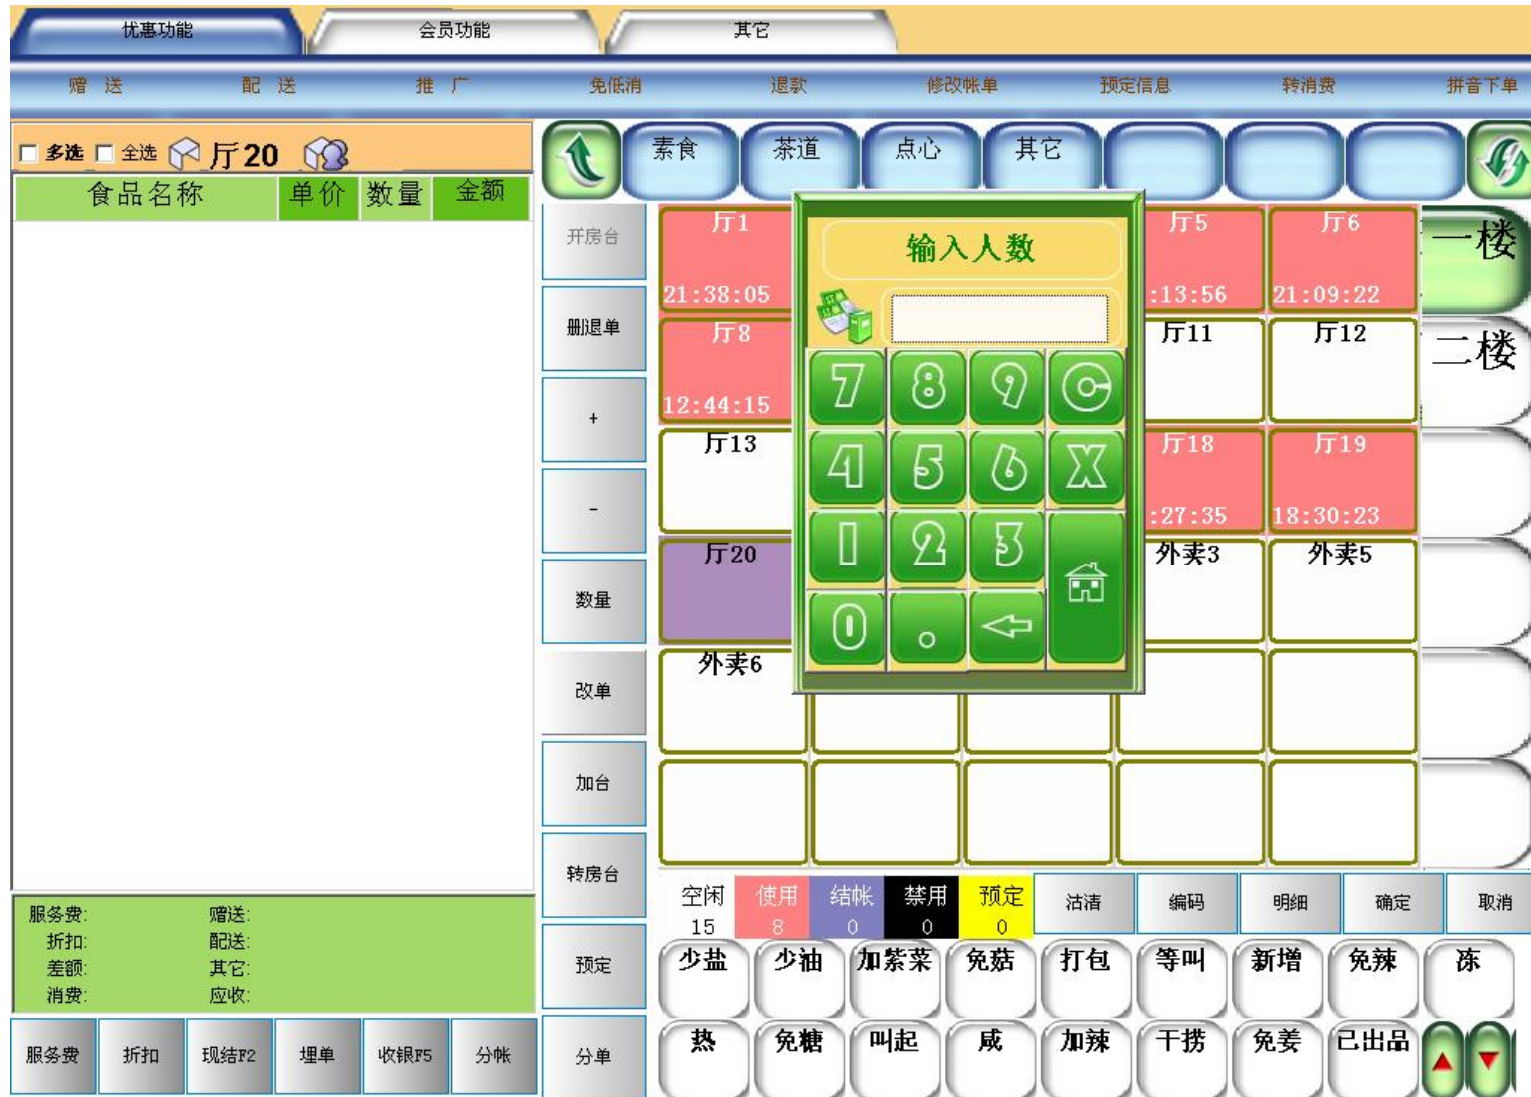 优惠功能 会员功能 其它
赠 送 配 送 推 广 免低消 退款 修改帐单 预定信息 转消费 拼音下单
多选 全选 厅20
素食 茶道 点心 其它
食品名称 单价 数量 金额
开房台
删退单
+
-
数量
改单
加台
转房台
预定
分单
厅1
21:38:05
厅5
:13:56
厅6
21:09:22
一楼
厅8
12:44:15
厅11
厅12
二楼
厅13
厅18
:27:35
厅19
18:30:23
厅20
外卖3
外卖5
外卖6
输入人数
7 8 9 C
4 5 6 X
1 2 3
0 .
空闲 使用 结帐 禁用 预定
15 8 0 0 0
沽清 编码 明细 确定 取消
服务费: 赠送:
折扣: 配送:
差额: 其它:
消费: 应收:
少盐 少油 加紫菜 免菇 打包 等叫 新增 免辣 冻
热 免糖 叫起 咸 加辣 干捞 免姜 已出品
服务费 折扣 现结F2 埋单 收银F5 分帐